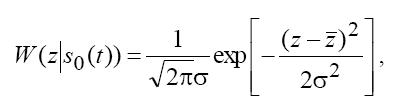 W(z|s₀(t)) = 1/(√(2π)σ) exp[−(z − z̄)²/(2σ²)],